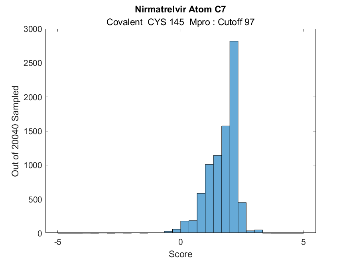 Nirmatrelvir Atom C7
Covalent CYS 145 Mpro : Cutoff 97
3000
2500
2000
1500
1000
500
0
Out of 20040 Sampled
-5
0
5
Score